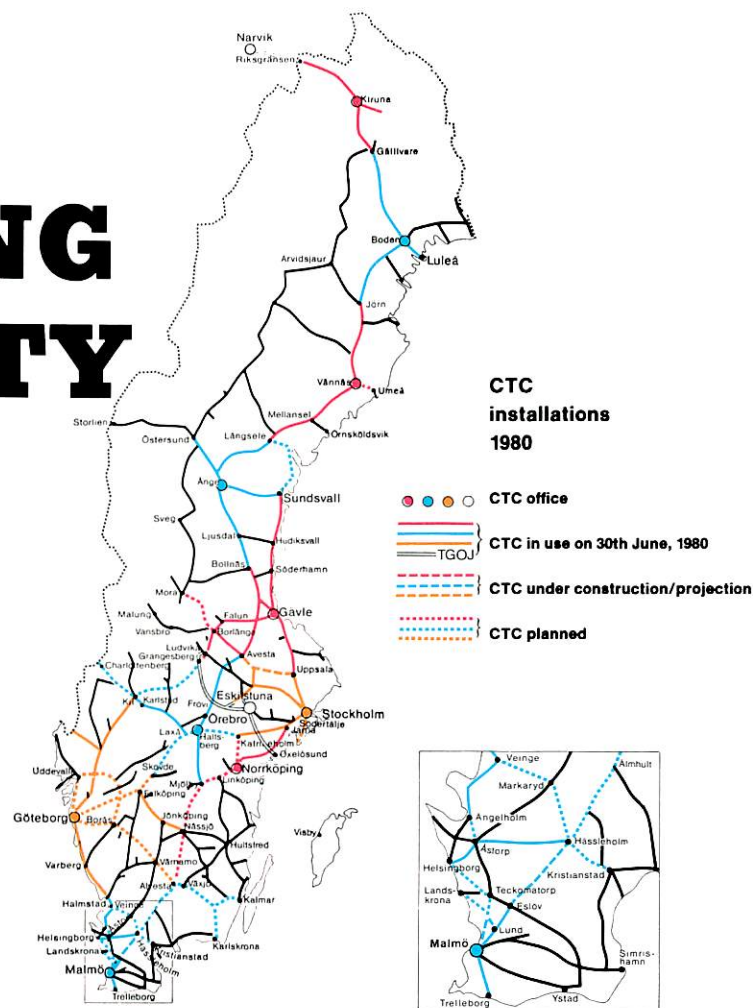 NG
TY
Narvik
Riksgränsen
Kiruna
Gällivare
Boden
Luleå
Arvidsjaur
Jörn
Vännäs
Umeå
Mellansel
Örnsköldsvik
Storlien
Östersund
Långsele
Ånge
Sundsvall
Sveg
Ljusdal
Hudiksvall
Bollnäs
Söderhamn
Mora
Malung
Vansbro
Falun
Gävle
Borlänge
Ludvika
Grangesberg
Charlottenberg
Avesta
Uppsala
Kil
Karlstad
Frövi
Eskilstuna
Stockholm
Örebro
Södertälje
Laxå
Halls-
berg
Katrineholm
Järna
Oxelösund
Skövde
Norrköping
Uddevalla
Mjölby
Linköping
Falköping
Göteborg
Borås
Jönköping
Nässjö
Hultsfred
Visby
Varberg
Värnamo
Alvesta
Växjö
Kalmar
Halmstad
Veinge
Åstorp
Helsingborg
Landskrona
Hässleholm
Kristianstad
Karlskrona
Malmö
Trelleborg
CTC
installations
1980
CTC office
CTC in use on 30th June, 1980
TGOJ
CTC under construction/projection
CTC planned
Veinge
Älmhult
Markaryd
Ängelholm
Åstorp
Hässleholm
Helsingborg
Kristianstad
Lands-
krona
Teckomatorp
Eslöv
Lund
Malmö
Simris-
hamn
Trelleborg
Ystad